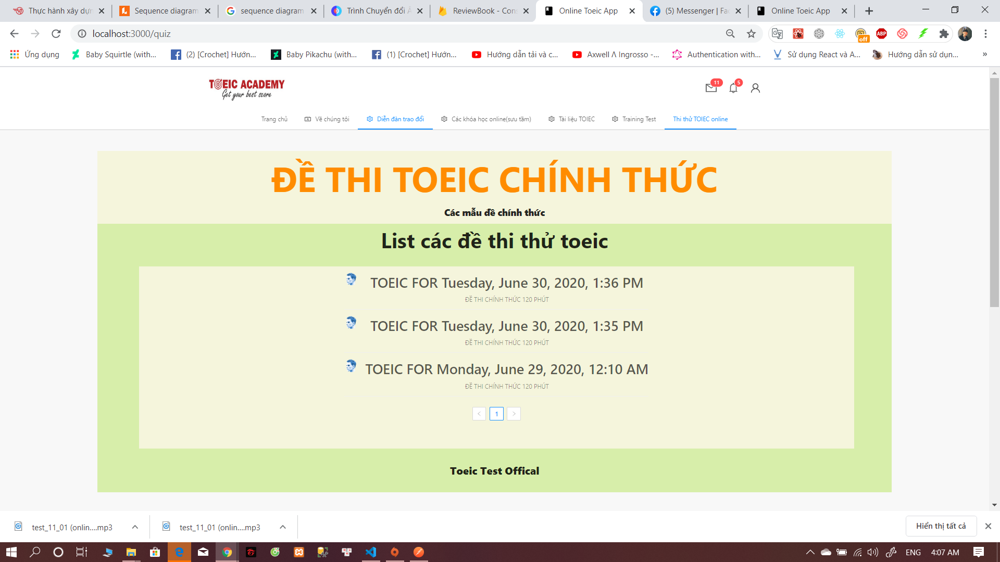 Thực hành xây dựn
Sequence diagram
sequence diagram
Trình Chuyển đổi
ReviewBook - Cons
Online Toeic App
(5) Messenger | Fac
Online Toeic App
localhost:3000/quiz
off
ABP
Ứng dụng
Baby Squirtle (with...
(2) [Crochet] Hướn...
Baby Pikachu (with...
(1) [Crochet] Hướn...
Hướng dẫn tải và c...
Axwell Λ Ingrosso -...
Authentication with...
Sử dụng React và A...
Hướng dẫn sử dụn...
»
TOEIC ACADEMY
Get your best score
11
5
Trang chủ
Về chúng tôi
Diễn đàn trao đổi
Các khóa học online(sưu tầm)
Tài liệu TOIEC
Training Test
Thi thử TOIEC online
ĐỀ THI TOEIC CHÍNH THỨC
Các mẫu đề chính thức
List các đề thi thử toeic
TOEIC FOR Tuesday, June 30, 2020, 1:36 PM
ĐỀ THI CHÍNH THỨC 120 PHÚT
TOEIC FOR Tuesday, June 30, 2020, 1:35 PM
ĐỀ THI CHÍNH THỨC 120 PHÚT
TOEIC FOR Monday, June 29, 2020, 12:10 AM
ĐỀ THI CHÍNH THỨC 120 PHÚT
< 1 >
Toeic Test Offical
test_11_01 (onlin....mp3
test_11_01 (onlin....mp3
Hiển thị tất cả
ENG
4:07 AM